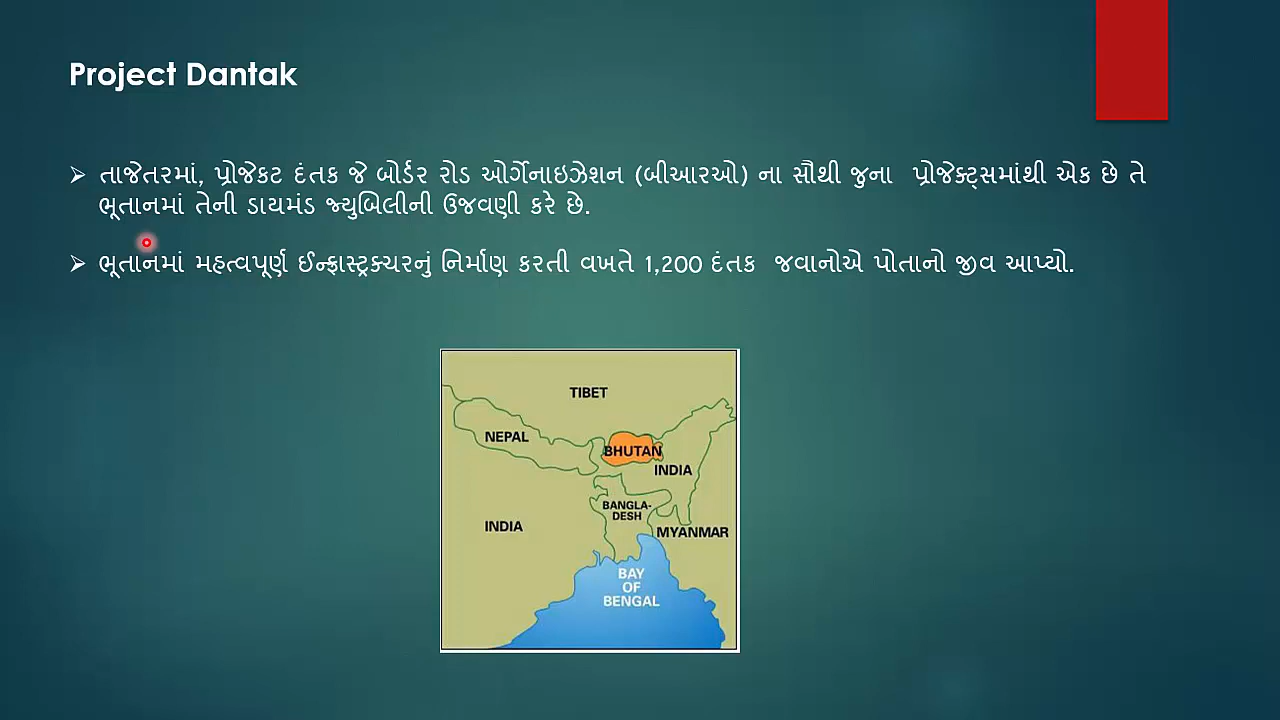 Project Dantak
➢ તાજેતરમાં, પ્રોજેકટ દંતક જે બોર્ડર રોડ ઓર્ગેનાઇઝેશન (બીઆરઓ) ના સૌથી જુના પ્રોજેક્ટ્સમાંથી એક છે તે
ભૂતાનમાં તેની ડાયમંડ જ્યુબિલીની ઉજવણી કરે છે.
➢ ભૂતાનમાં મહત્વપૂર્ણ ઈન્ફ્રાસ્ટ્રક્ચરનું નિર્માણ કરતી વખતે 1,200 દંતક જવાનોએ પોતાનો જીવ આપ્યો.
TIBET
NEPAL
BHUTAN
INDIA
BANGLA-
DESH
INDIA
MYANMAR
BAY
OF
BENGAL